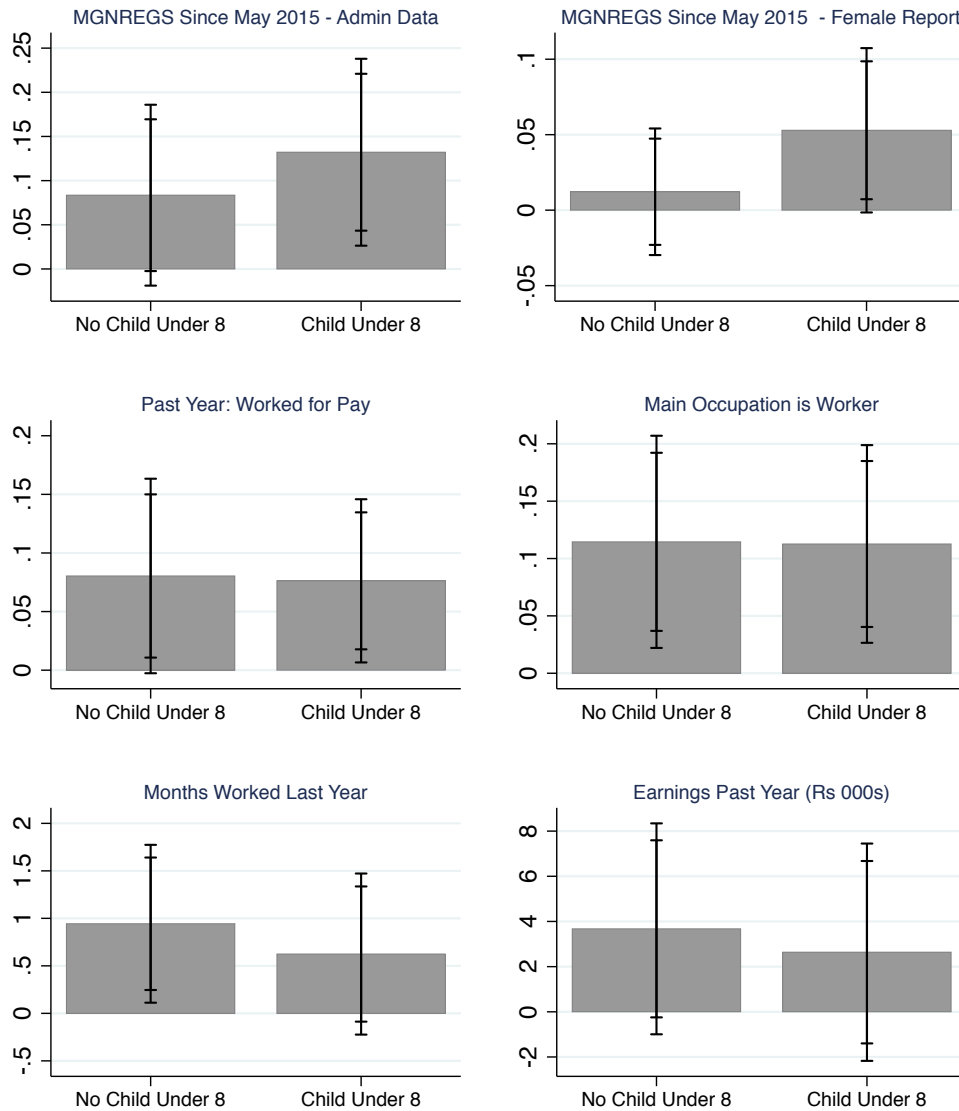 MGNREGS Since May 2015 - Admin Data
.25
.2
.15
.1
.05
0
No Child Under 8 Child Under 8
MGNREGS Since May 2015 - Female Report
.1
.05
0
-.05
No Child Under 8 Child Under 8
Past Year: Worked for Pay
.2
.15
.1
.05
0
No Child Under 8 Child Under 8
Main Occupation is Worker
.2
.15
.1
.05
0
No Child Under 8 Child Under 8
Months Worked Last Year
2
1.5
1
.5
0
-.5
No Child Under 8 Child Under 8
Earnings Past Year (Rs 000s)
8
6
4
2
0
-2
No Child Under 8 Child Under 8